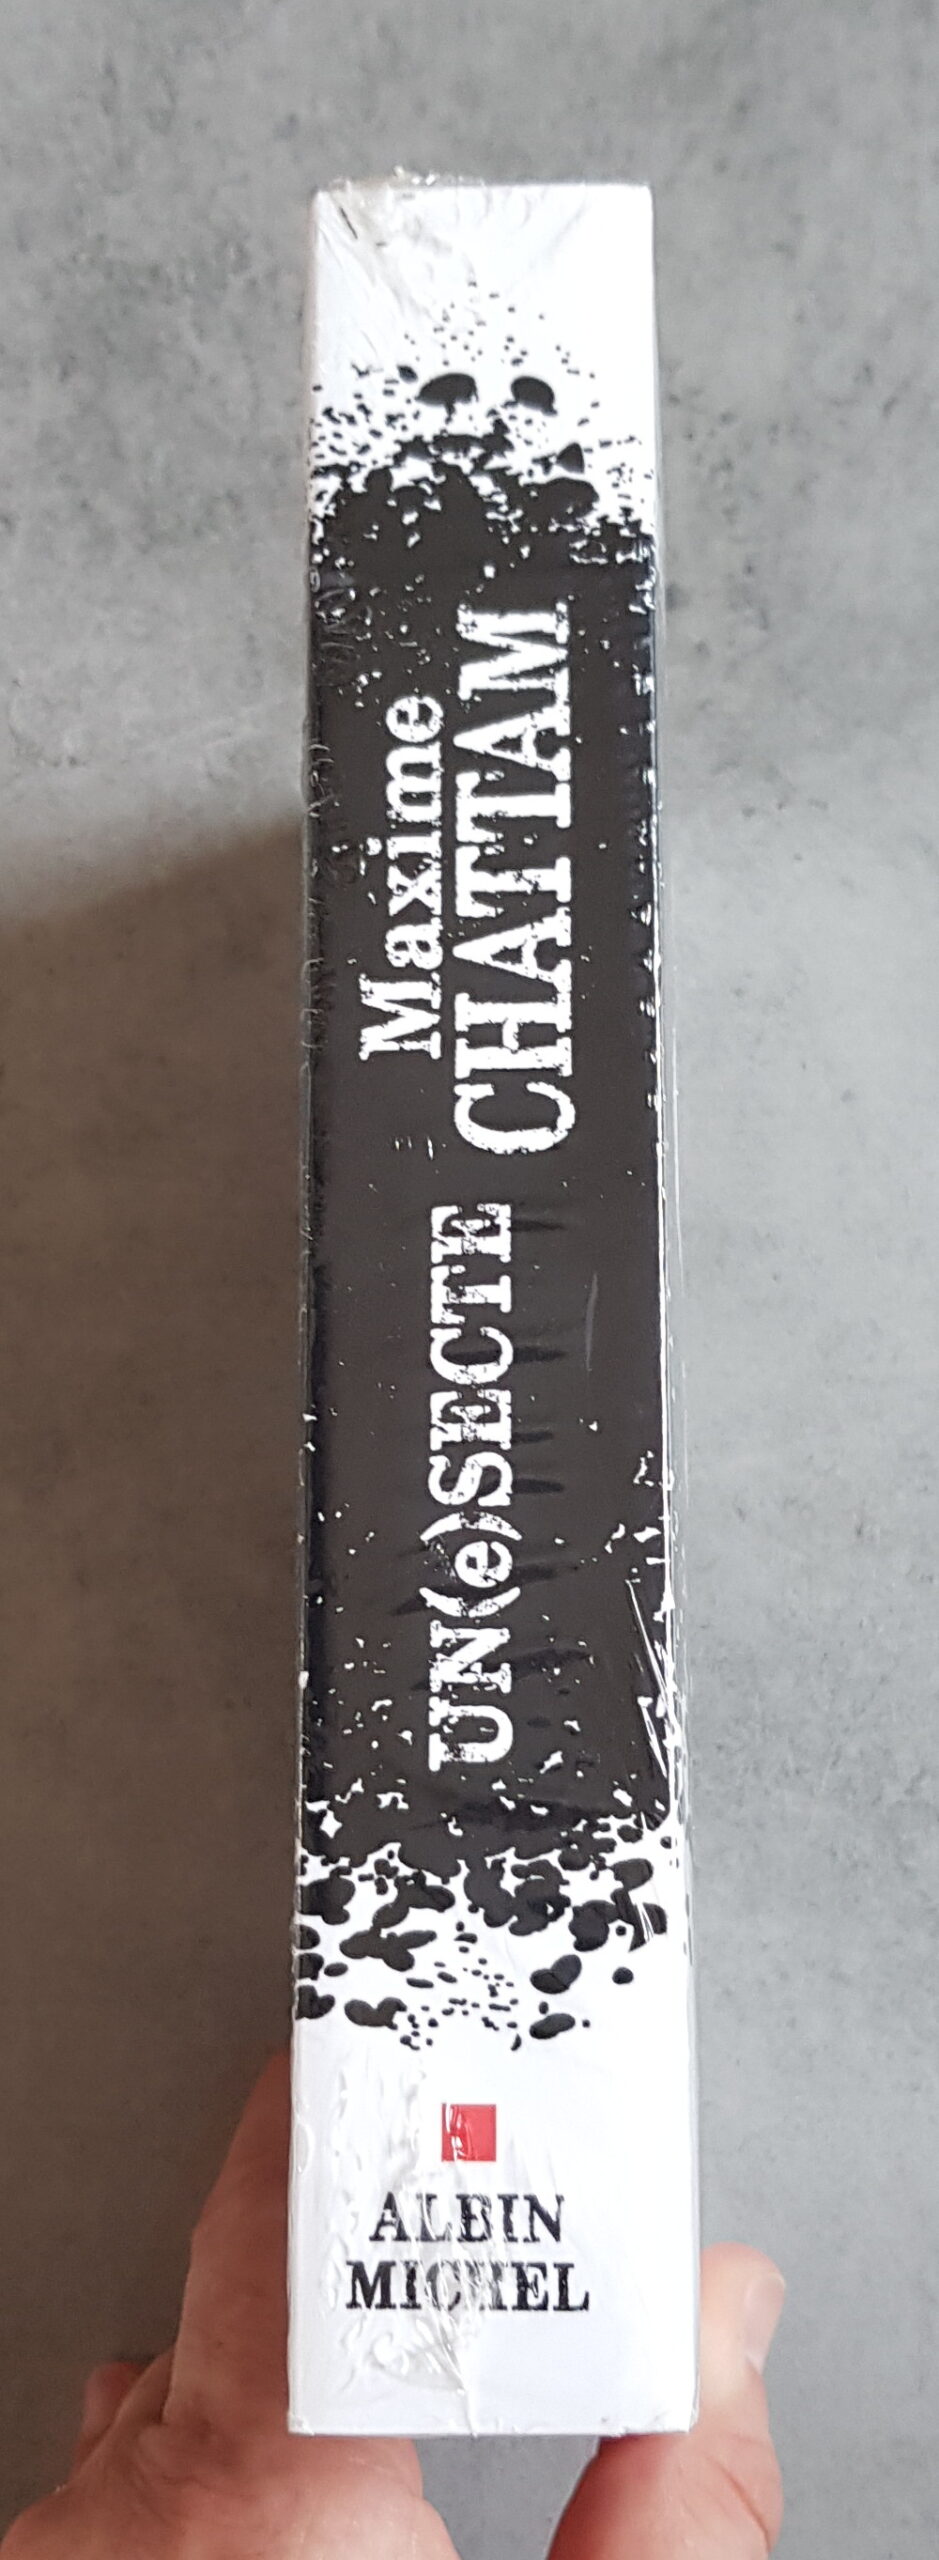 Maxime
CHATTAM
UN(e)SECTE
ALBIN
MICHEL